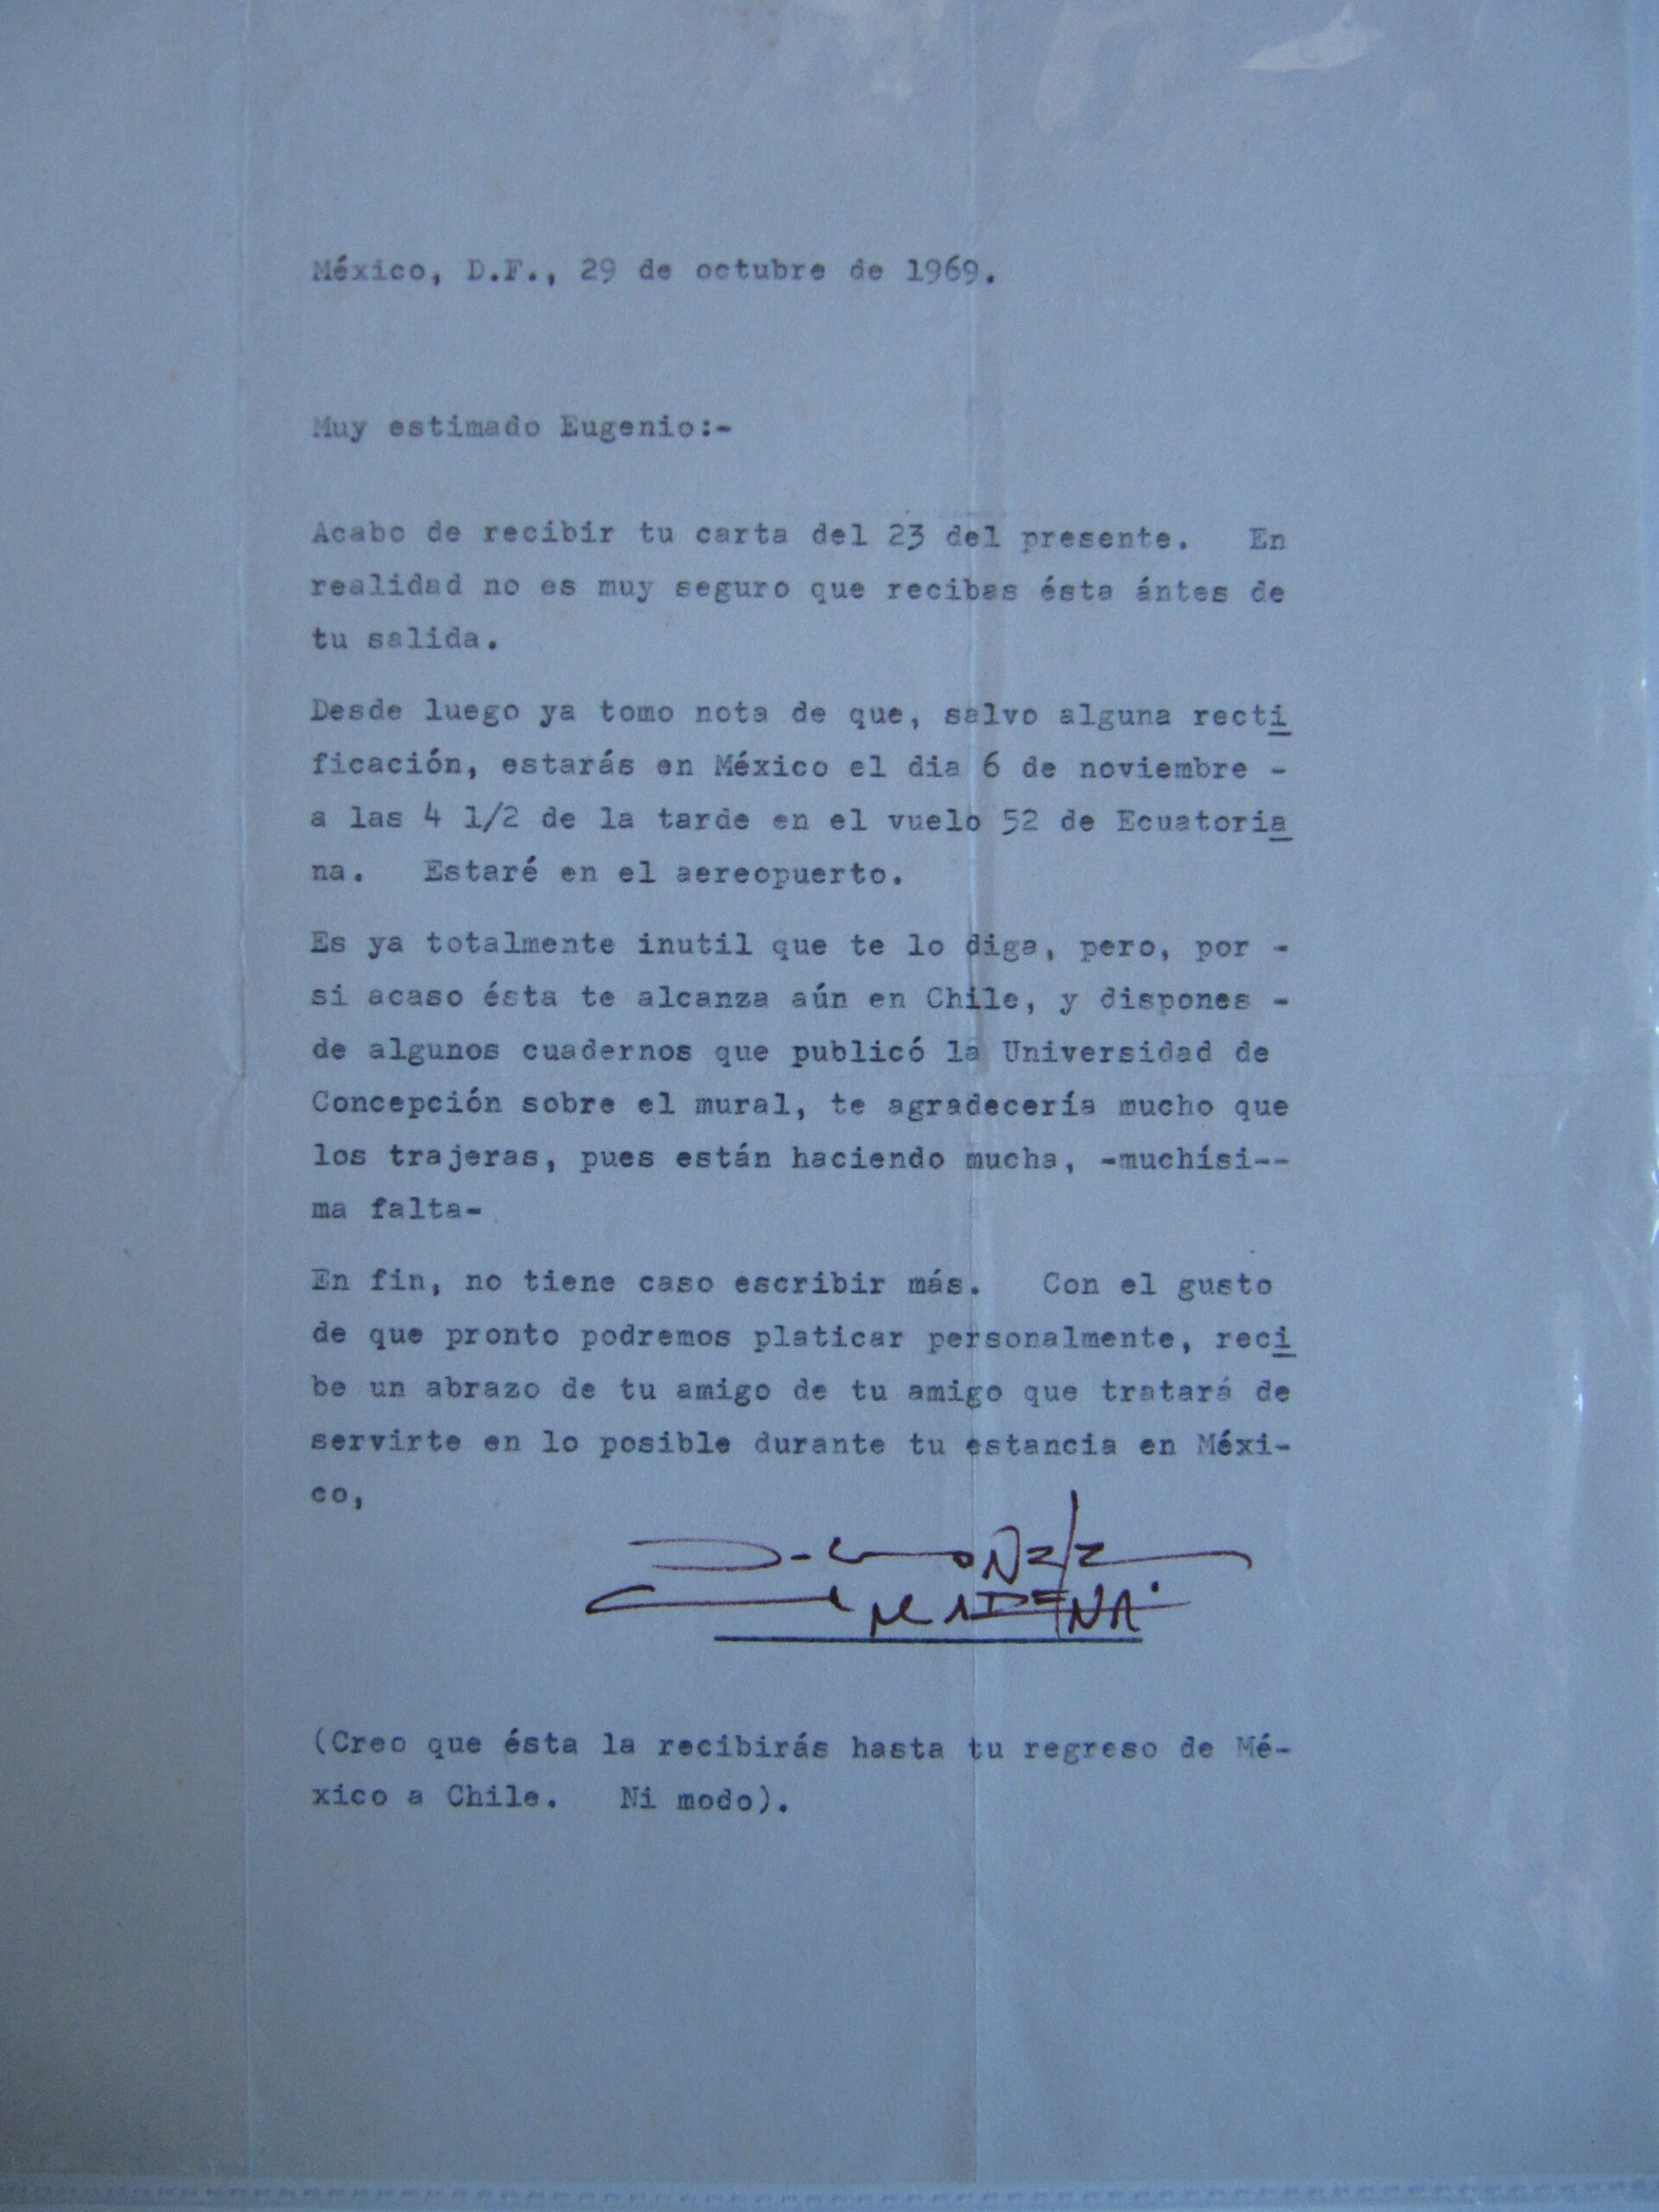 México, D.F., 29 de octubre de 1969.
Muy estimado Eugenio:-
Acabo de recibir tu carta del 23 del presente. En
realidad no es muy seguro que recibas ésta ántes de
tu salida.
Desde luego ya tomo nota de que, salvo alguna recti
ficación, estarás en México el dia 6 de noviembre -
a las 4 1/2 de la tarde en el vuelo 52 de Ecuatoria
na. Estaré en el aereopuerto.
Es ya totalmente inutil que te lo diga, pero, por -
si acaso ésta te alcanza aún en Chile, y dispones -
de algunos cuadernos que publicó la Universidad de
Concepción sobre el mural, te agradecería mucho que
los trajeras, pues están haciendo mucha, -muchísi--
ma falta-
En fin, no tiene caso escribir más. Con el gusto
de que pronto podremos platicar personalmente, reci
be un abrazo de tu amigo de tu amigo que tratará de
servirte en lo posible durante tu estancia en Méxi-
co,
(Creo que ésta la recibirás hasta tu regreso de Mé-
xico a Chile. Ni modo).